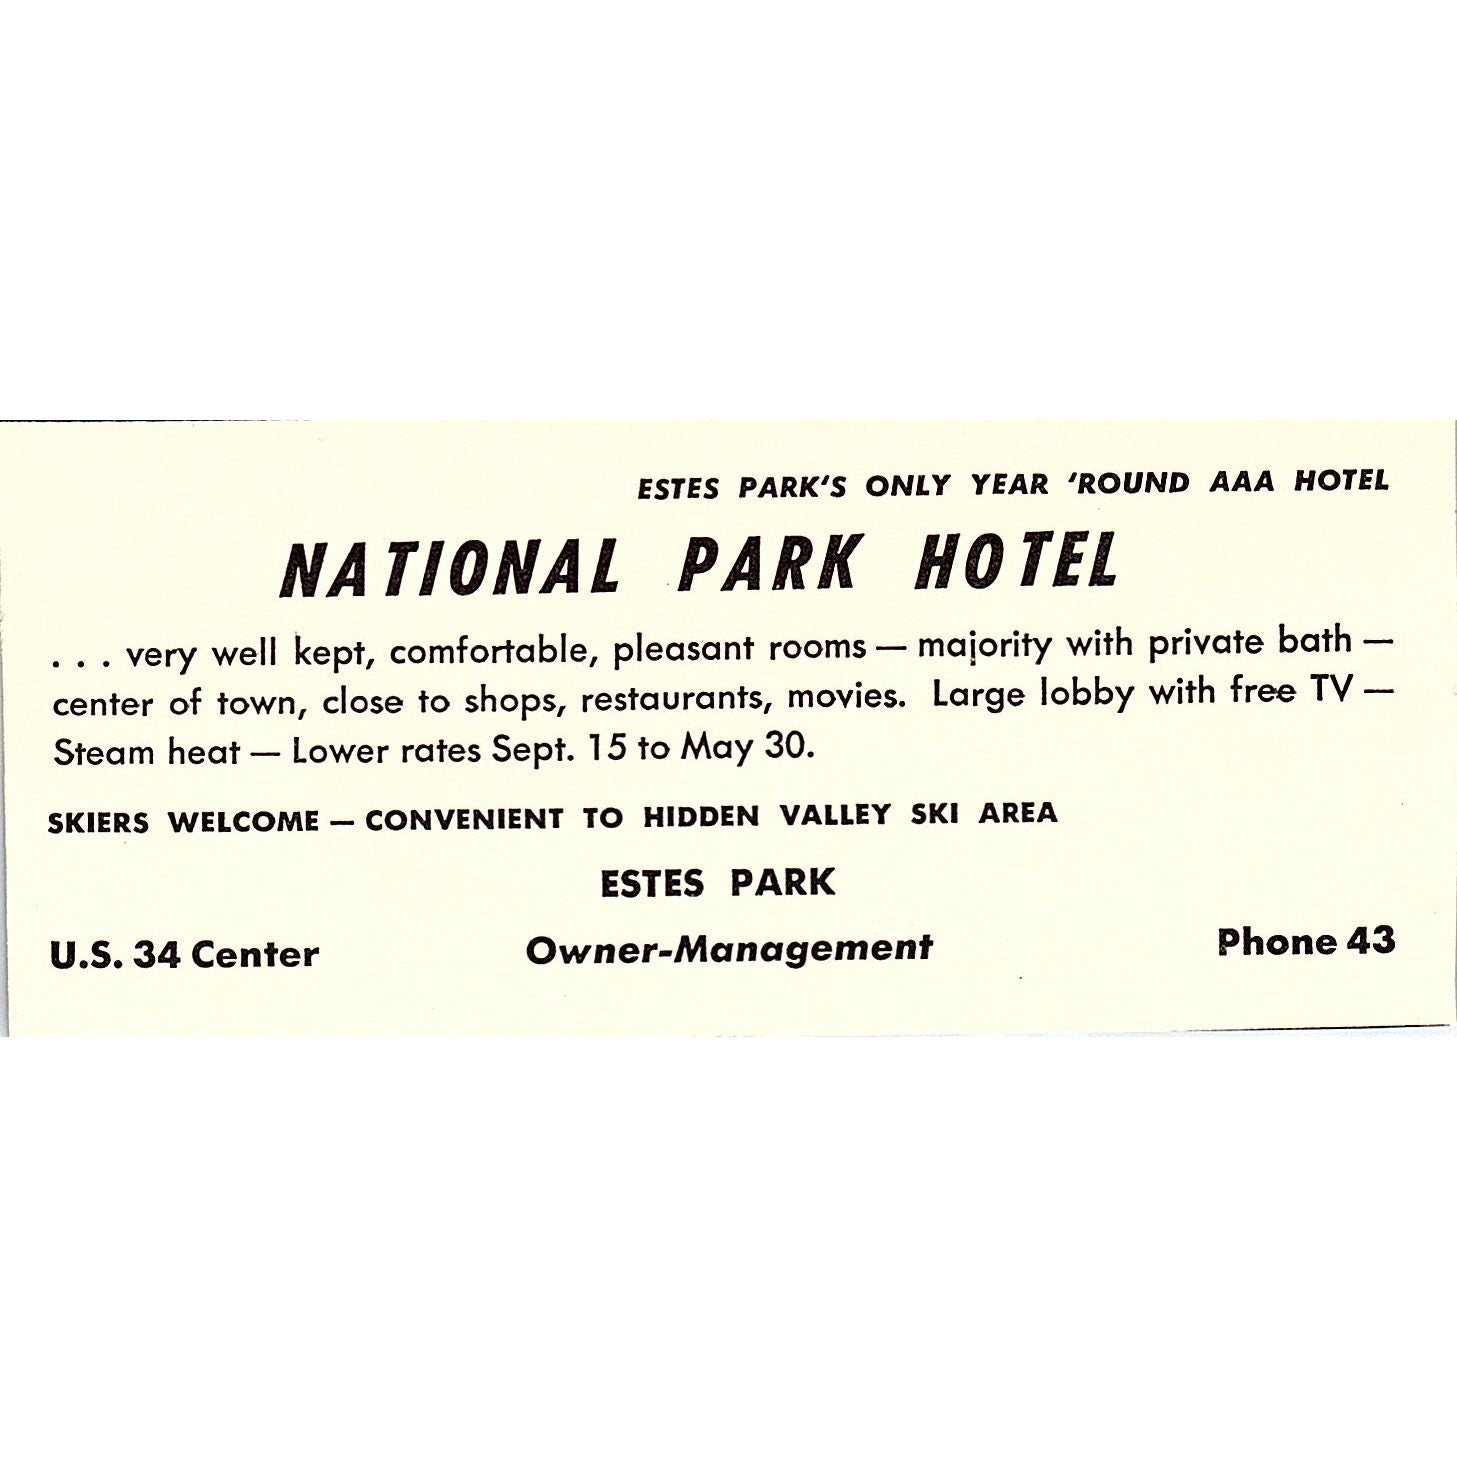 ESTES PARK'S ONLY YEAR 'ROUND AAA HOTEL
NATIONAL PARK HOTEL
. . . very well kept, comfortable, pleasant rooms — majority with private bath —
center of town, close to shops, restaurants, movies. Large lobby with free TV —
Steam heat — Lower rates Sept. 15 to May 30.
SKIERS WELCOME — CONVENIENT TO HIDDEN VALLEY SKI AREA
ESTES PARK
U.S. 34 Center Owner-Management Phone 43